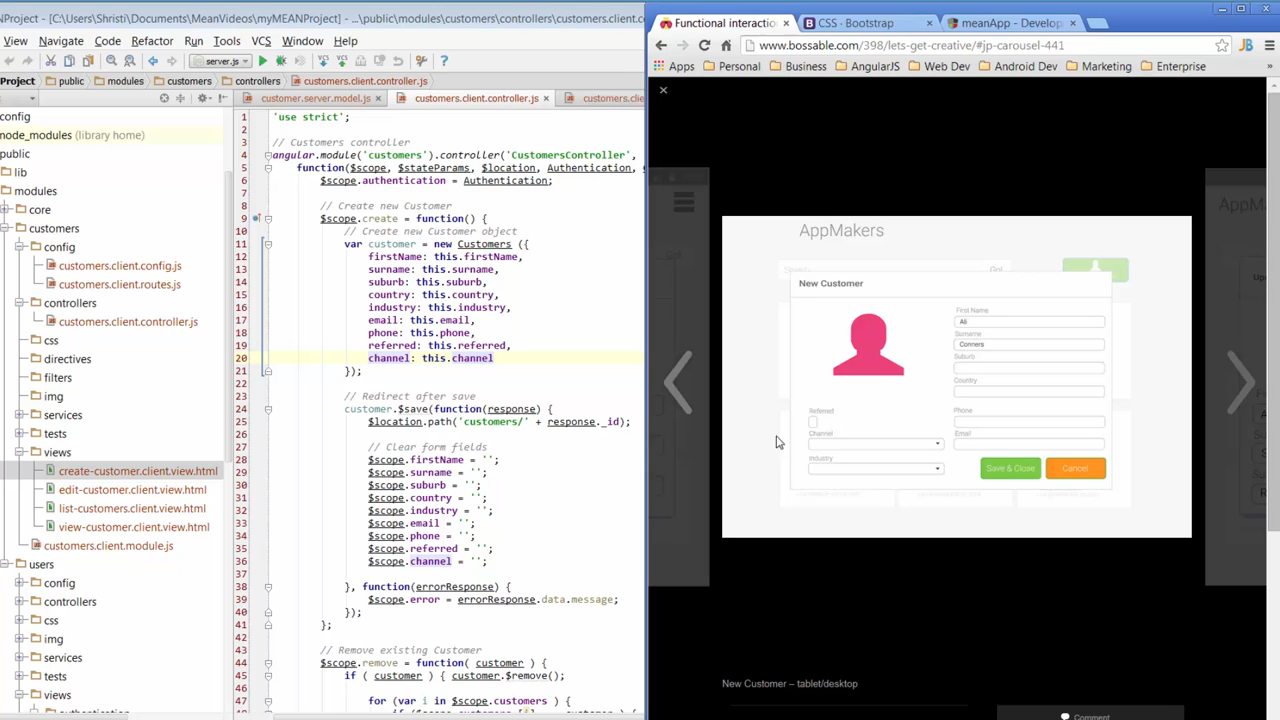 NProject - [C:\Users\Shristi\Documents\MeanVideos\myMEANProject] - ...\public\modules\customers\controllers\customers.client.co
View Navigate Code Refactor Run Tools VCS Window Help
server.js
Project public modules customers controllers customers.client.controller.js
customer.server.model.js customers.client.controller.js customers.cli
config
node_modules (library home)
public
lib
modules
core
customers
config
customers.client.config.js
customers.client.routes.js
controllers
customers.client.controller.js
css
directives
filters
img
services
tests
views
create-customer.client.view.html
edit-customer.client.view.html
list-customers.client.view.html
view-customer.client.view.html
customers.client.module.js
users
config
controllers
css
img
services
tests
views
authentication
1 'use strict';
2
3 // Customers controller
4 angular.module('customers').controller('CustomersController',
5 function($scope, $stateParams, $location, Authentication,
6 $scope.authentication = Authentication;
7
8 // Create new Customer
9 $scope.create = function() {
10 // Create new Customer object
11 var customer = new Customers ({
12 firstName: this.firstName,
13 surname: this.surname,
14 suburb: this.suburb,
15 country: this.country,
16 industry: this.industry,
17 email: this.email,
18 phone: this.phone,
19 referred: this.referred,
20 channel: this.channel
21 });
22
23 // Redirect after save
24 customer.$save(function(response) {
25 $location.path('customers/' + response._id);
26
27 // Clear form fields
28 $scope.firstName = '';
29 $scope.surname = '';
30 $scope.suburb = '';
31 $scope.country = '';
32 $scope.industry = '';
33 $scope.email = '';
34 $scope.phone = '';
35 $scope.referred = '';
36 $scope.channel = '';
37
38 }, function(errorResponse) {
39 $scope.error = errorResponse.data.message;
40 });
41 };
42
43 // Remove existing Customer
44 $scope.remove = function( customer ) {
45 if ( customer ) { customer.$remove();
46
47 for (var i in $scope.customers ) {
Functional interactio CSS · Bootstrap meanApp - Develop
www.bossable.com/398/lets-get-creative/#jp-carousel-441
Apps Personal Business AngularJS Web Dev Android Dev Marketing Enterprise
AppMakers
Go!
New Customer
First Name
Ali
Surname
Conners
Suburb
Country
Referred
Phone
Channel
Email
Industry
Save & Close Cancel
New Customer – tablet/desktop
Comment